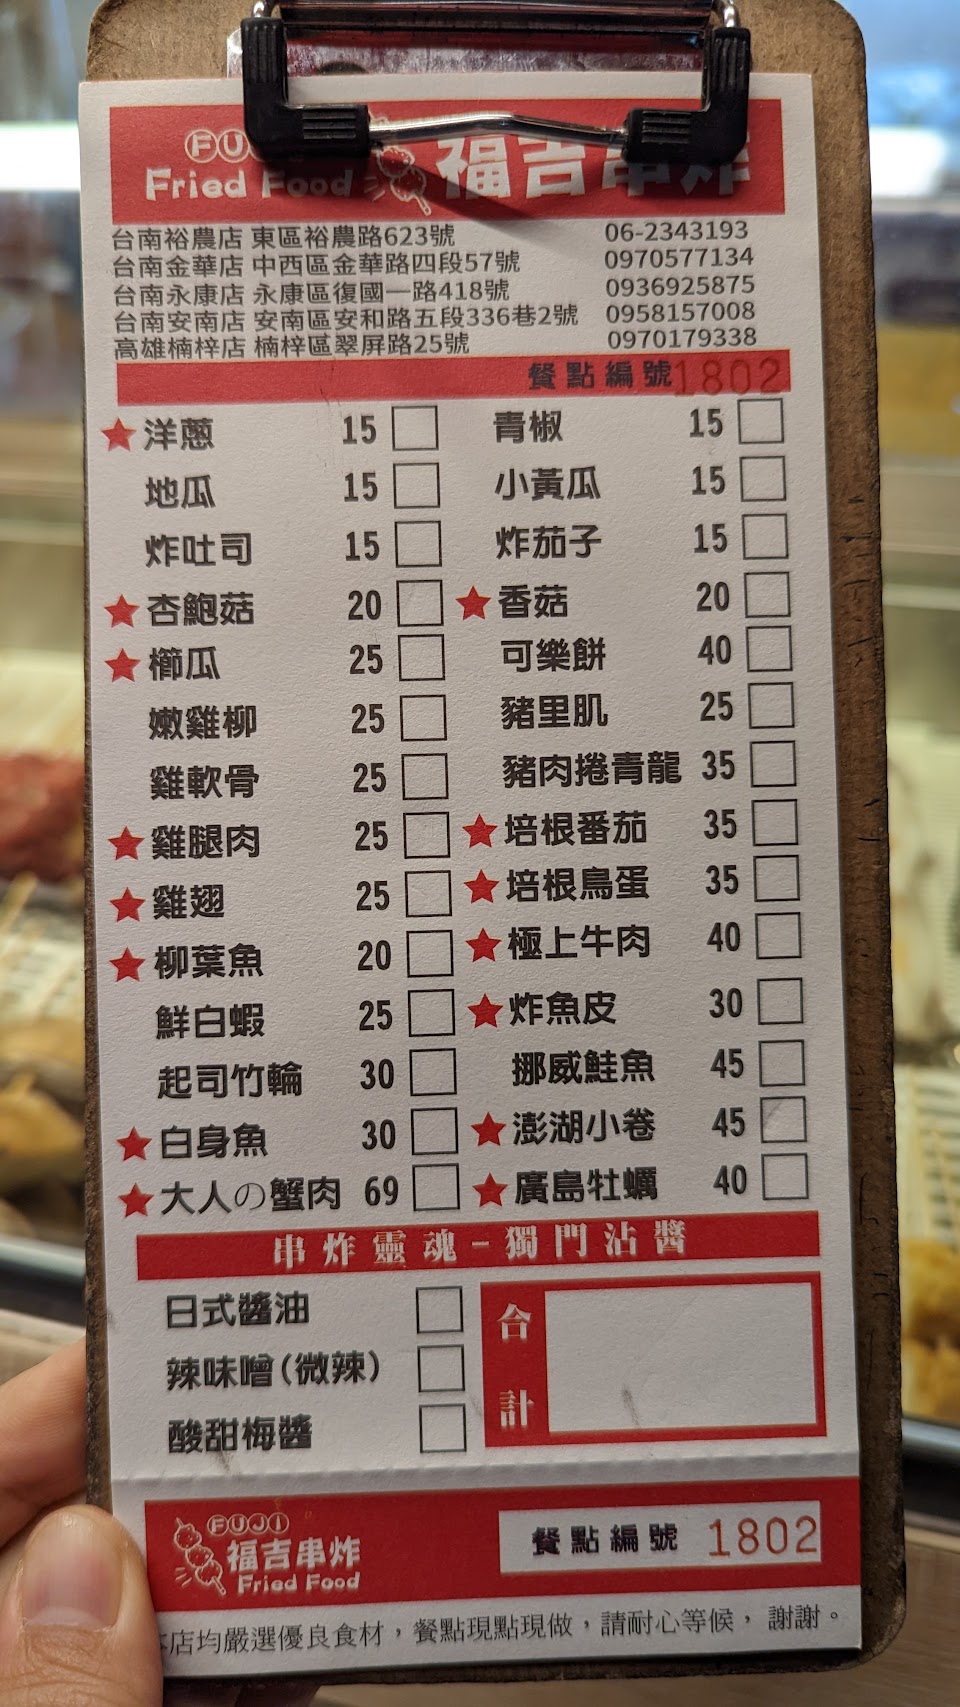 FU
Fried Food
福吉串炸
台南裕農店 東區裕農路623號 06-2343193
台南金華店 中西區金華路四段57號 0970577134
台南永康店 永康區復國一路418號 0936925875
台南安南店 安南區安和路五段336巷2號 0958157008
高雄楠梓店 楠梓區翠屏路25號 0970179338
餐點編號 1802
★ 洋蔥 15 青椒 15
地瓜 15 小黃瓜 15
炸吐司 15 炸茄子 15
★ 杏鮑菇 20 ★ 香菇 20
★ 櫛瓜 25 可樂餅 40
嫩雞柳 25 豬里肌 25
雞軟骨 25 豬肉捲青龍 35
★ 雞腿肉 25 ★ 培根番茄 35
★ 雞翅 25 ★ 培根鳥蛋 35
★ 柳葉魚 20 ★ 極上牛肉 40
鮮白蝦 25 ★ 炸魚皮 30
起司竹輪 30 挪威鮭魚 45
★ 白身魚 30 ★ 澎湖小卷 45
★ 大人の蟹肉 69 ★ 廣島牡蠣 40
串炸靈魂-獨門沾醬
日式醬油
辣味噌(微辣)
酸甜梅醬
合計
FUJI
福吉串炸
Fried Food
餐點編號 1802
店均嚴選優良食材，餐點現點現做，請耐心等候，謝謝。